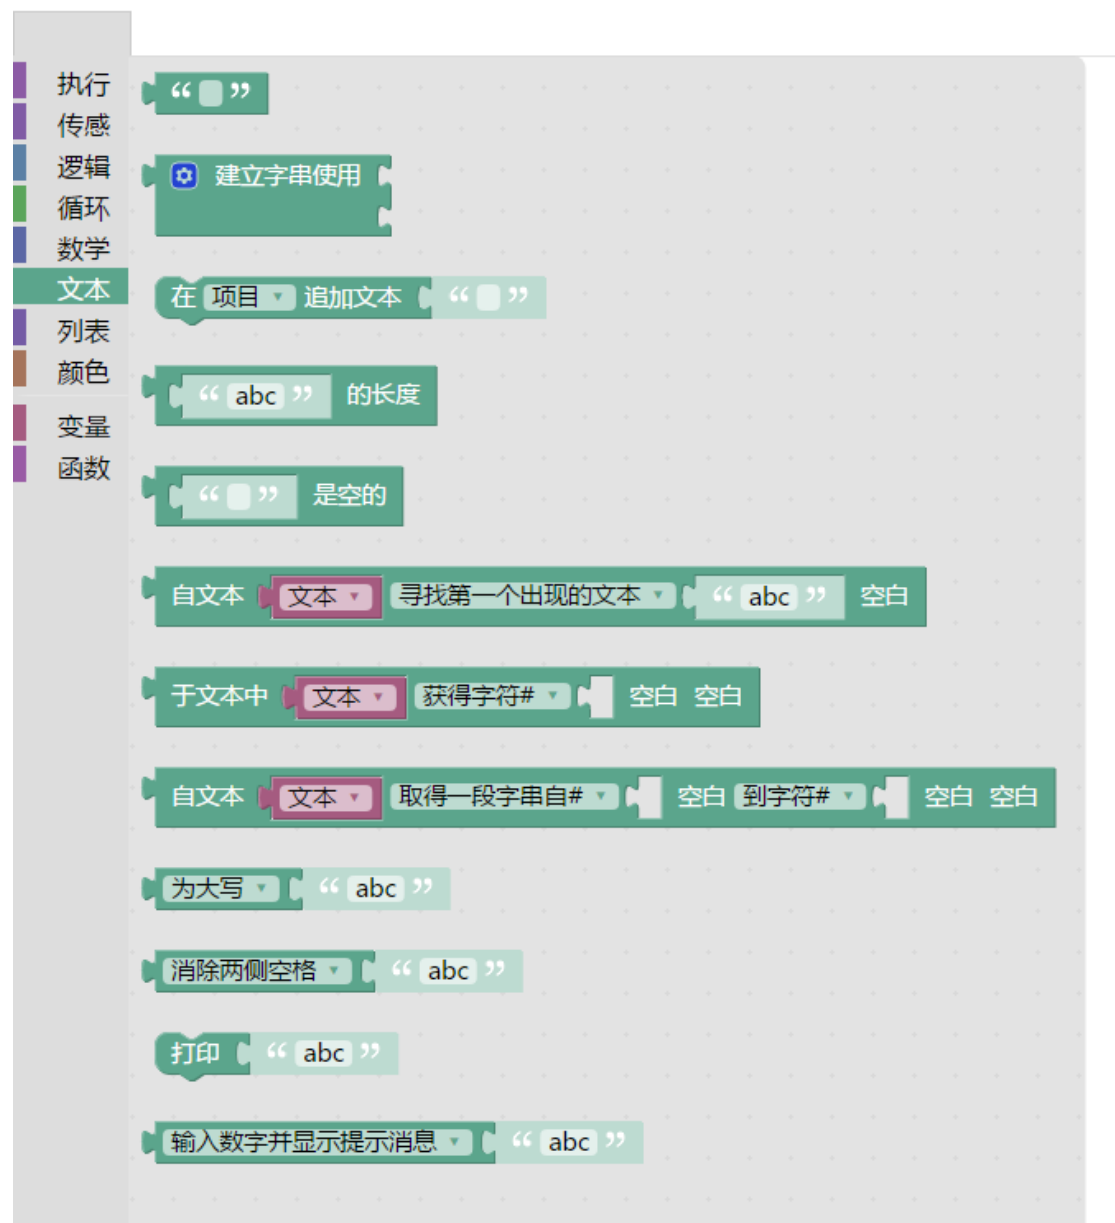 执行
传感
逻辑
循环
数学
文本
列表
颜色
变量
函数
“ ”
建立字串使用
在 项目 追加文本 “ ”
“ abc ” 的长度
“ ” 是空的
自文本 文本 寻找第一个出现的文本 “ abc ” 空白
于文本中 文本 获得字符# 空白 空白
自文本 文本 取得一段字串自# 空白 到字符# 空白 空白
为大写 “ abc ”
消除两侧空格 “ abc ”
打印 “ abc ”
输入数字并显示提示消息 “ abc ”